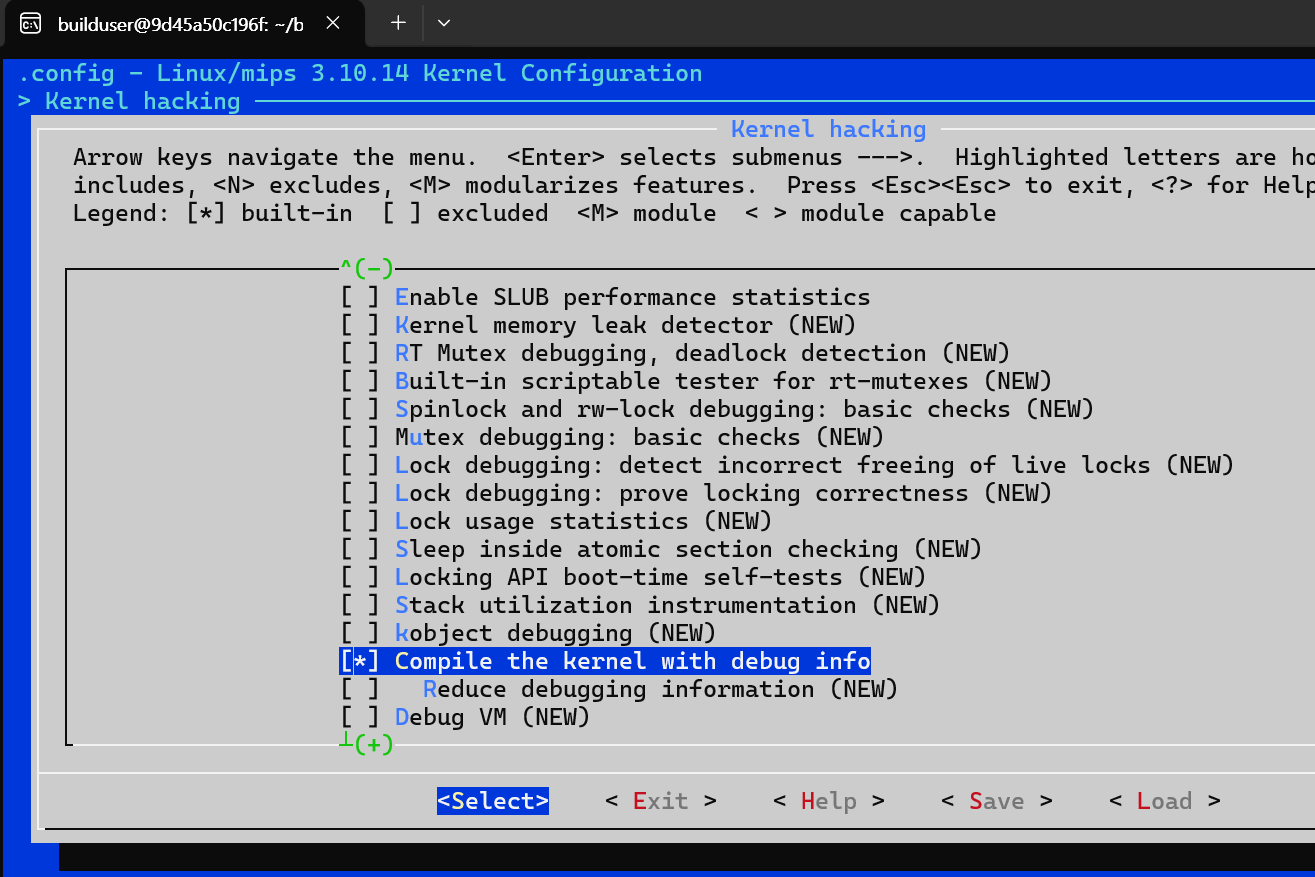 builduser@9d45a50c196f: ~/b
.config - Linux/mips 3.10.14 Kernel Configuration
> Kernel hacking
Kernel hacking
Arrow keys navigate the menu.  <Enter> selects submenus --->.  Highlighted letters are ho
includes, <N> excludes, <M> modularizes features.  Press <Esc><Esc> to exit, <?> for Help
Legend: [*] built-in  [ ] excluded  <M> module  < > module capable
^(-)
[ ] Enable SLUB performance statistics
[ ] Kernel memory leak detector (NEW)
[ ] RT Mutex debugging, deadlock detection (NEW)
[ ] Built-in scriptable tester for rt-mutexes (NEW)
[ ] Spinlock and rw-lock debugging: basic checks (NEW)
[ ] Mutex debugging: basic checks (NEW)
[ ] Lock debugging: detect incorrect freeing of live locks (NEW)
[ ] Lock debugging: prove locking correctness (NEW)
[ ] Lock usage statistics (NEW)
[ ] Sleep inside atomic section checking (NEW)
[ ] Locking API boot-time self-tests (NEW)
[ ] Stack utilization instrumentation (NEW)
[ ] kobject debugging (NEW)
[*] Compile the kernel with debug info
[ ]   Reduce debugging information (NEW)
[ ] Debug VM (NEW)
┴(+)
<Select>    < Exit >    < Help >    < Save >    < Load >